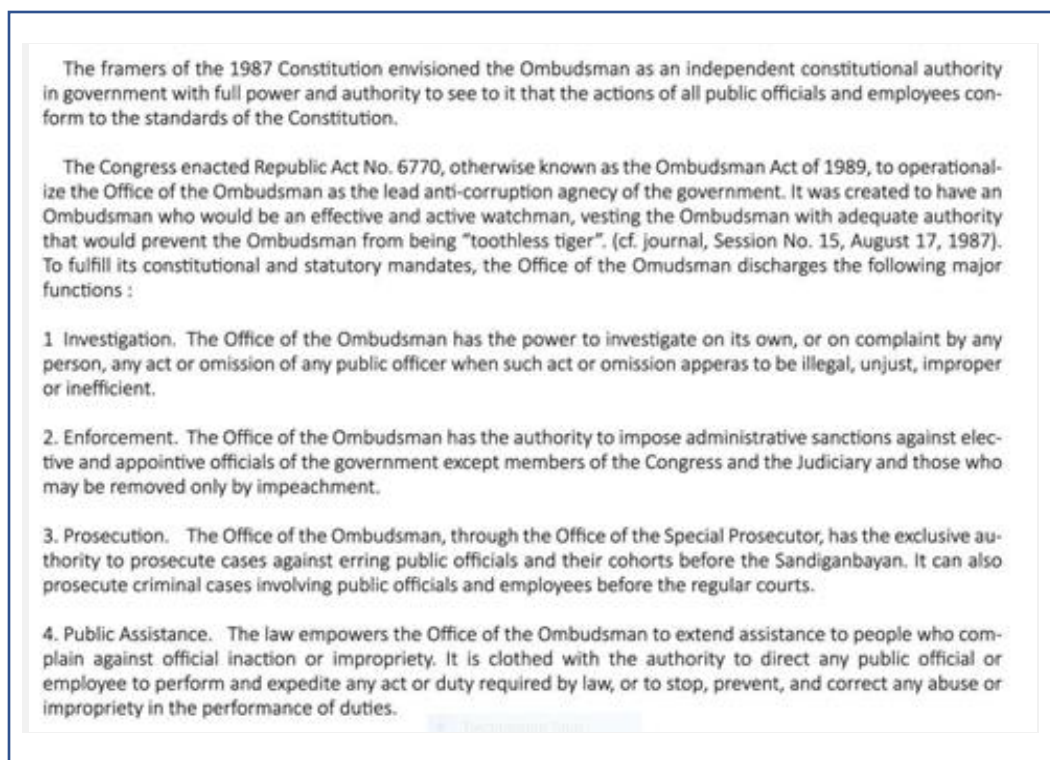 The framers of the 1987 Constitution envisioned the Ombudsman as an independent constitutional authority
in government with full power and authority to see to it that the actions of all public officials and employees con-
form to the standards of the Constitution.
The Congress enacted Republic Act No. 6770, otherwise known as the Ombudsman Act of 1989, to operational-
ize the Office of the Ombudsman as the lead anti-corruption agnecy of the government. It was created to have an
Ombudsman who would be an effective and active watchman, vesting the Ombudsman with adequate authority
that would prevent the Ombudsman from being “toothless tiger”. (cf. journal, Session No. 15, August 17, 1987).
To fulfill its constitutional and statutory mandates, the Office of the Omudsman discharges the following major
functions :
1 Investigation. The Office of the Ombudsman has the power to investigate on its own, or on complaint by any
person, any act or omission of any public officer when such act or omission apperas to be illegal, unjust, improper
or inefficient.
2. Enforcement. The Office of the Ombudsman has the authority to impose administrative sanctions against elec-
tive and appointive officials of the government except members of the Congress and the Judiciary and those who
may be removed only by impeachment.
3. Prosecution. The Office of the Ombudsman, through the Office of the Special Prosecutor, has the exclusive au-
thority to prosecute cases against erring public officials and their cohorts before the Sandiganbayan. It can also
prosecute criminal cases involving public officials and employees before the regular courts.
4. Public Assistance. The law empowers the Office of the Ombudsman to extend assistance to people who com-
plain against official inaction or impropriety. It is clothed with the authority to direct any public official or
employee to perform and expedite any act or duty required by law, or to stop, prevent, and correct any abuse or
impropriety in the performance of duties.